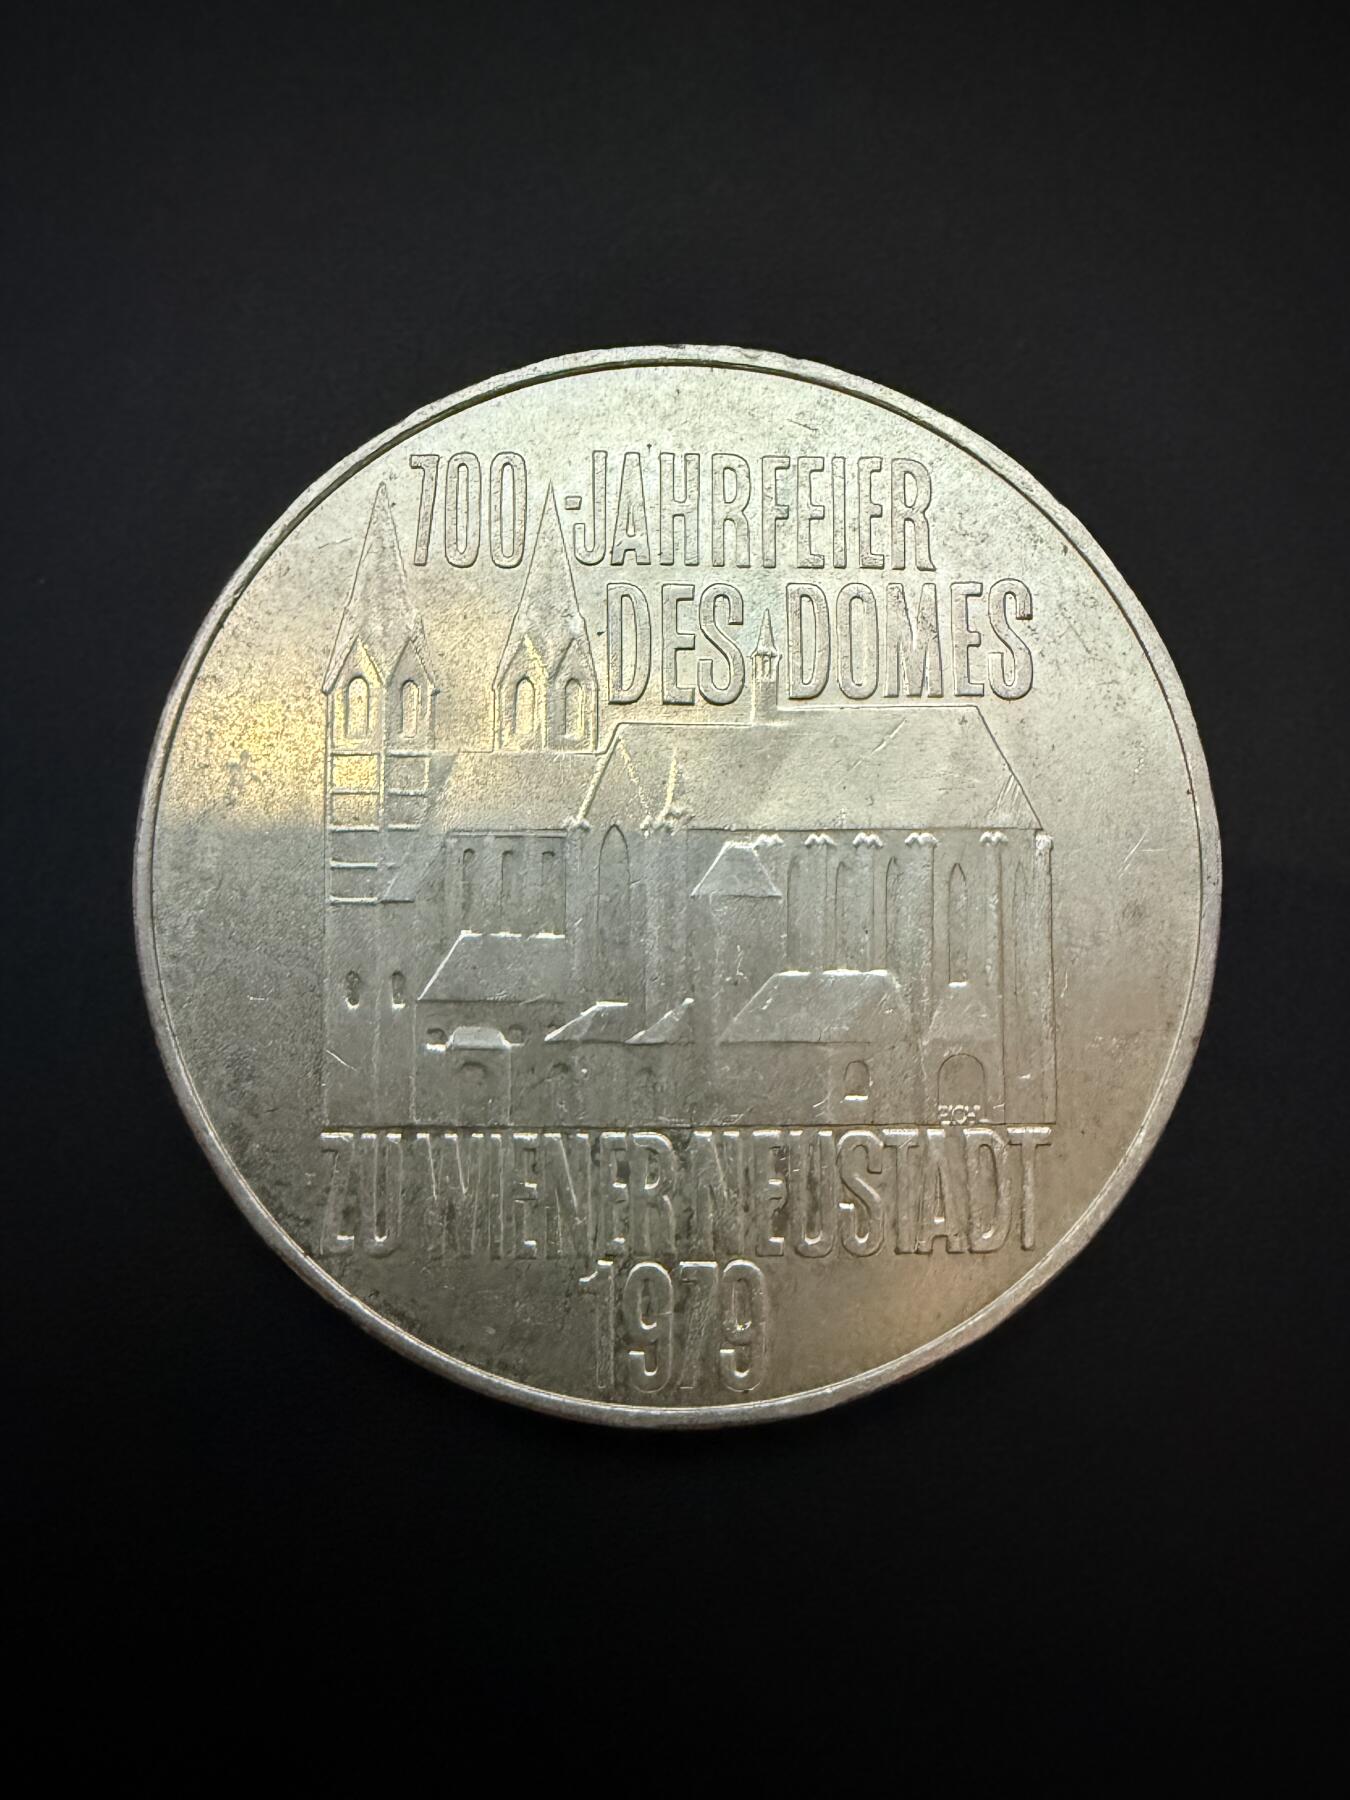 700-JAHRFEIER
DES DOMES
ZU WIENER NEUSTADT
1979